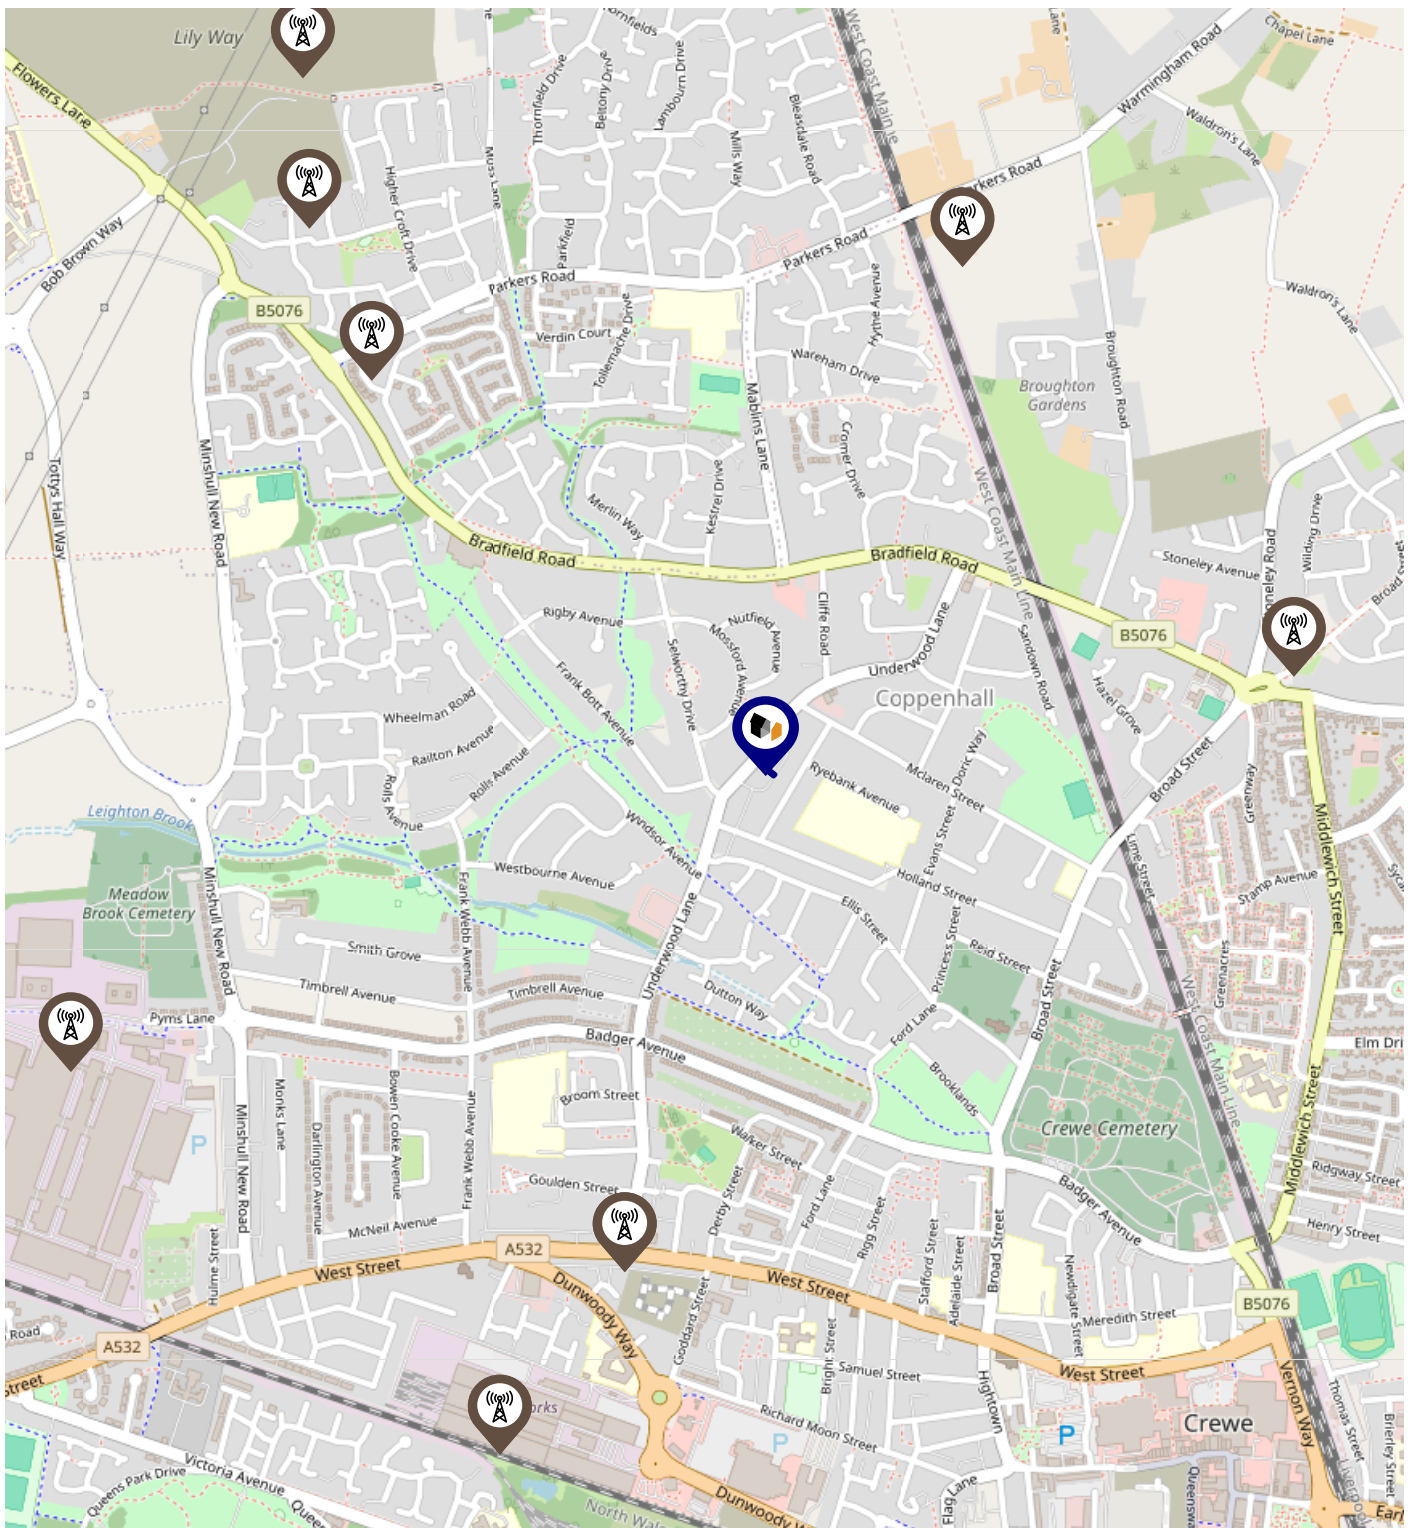 Lily Way
Flowers Lane
Thornfield Drive
Beltony Drive
Lambourn Drive
Mills Way
Bleasdale Road
West Coast Main
Lane
Chapel Lane
Warmingham Road
Waldron's Lane
Moss Lane
Higher Croft Drive
Parkfield
Parkers Road
Parkers Road
Bob Brown Way
B5076
Parkers Road
Hythe Avenue
Waldron's Lane
Verdin Court
Tollemache Drive
Wareham Drive
Broughton Road
Broughton
Gardens
Mablins Lane
Cromer Drive
Tottys Hall Way
Minshull New Road
Kestrel Drive
Merlin Way
West Coast Main Line
Wilding Drive
Stoneley Avenue
Bradfield Road
Bradfield Road
Broad Street
B5076
Rigby Avenue
Nutfield Avenue
Mossford Avenue
Cliffe Road
Underwood Lane
Sandown Road
Selworthy Drive
Frank Bott Avenue
Coppenhall
Hazel Grove
Wheelman Road
Railton Avenue
Rolls Avenue
Rolls Avenue
Ryebank Avenue
Mclaren Street
Doric Way
Broad Street
Greenway
Leighton Brook
Windsor Avenue
Evans Street
Lime Street
Middlewich Street
Meadow
Brook Cemetery
Minshull New Road
Westbourne Avenue
Holland Street
Stamp Avenue
Frank Webb Avenue
Smith Grove
Ellis Street
Princess Street
Reid Street
Greenacres
Underwood Lane
Timbrell Avenue
Timbrell Avenue
Dutton Way
Ford Lane
Broad Street
West Coast Main Line
Pyms Lane
Badger Avenue
Elm Dri
Brooklands
Broom Street
Monks Lane
Bowen Cooke Avenue
Frank Webb Avenue
Minshull New Road
Darlington Avenue
P
Walker Street
Crewe Cemetery
Middlewich Street
Ridgway Street
Goulden Street
Derby Street
Ford Lane
Rigg Street
Badger Avenue
Henry Street
McNeil Avenue
Hulme Street
A532
West Street
West Street
Stafford Street
Adelaide Street
Broad Street
Newdigate Street
Meredith Street
B5076
Dunwoody Way
Goddard Street
Road
A532
Street
Bright Street
Samuel Street
West Street
Hightown
Vernon Way
Thomas Street
Richard Moon Street
P
P
Crewe
Brierley Street
Victoria Avenue
Queens Park Drive
North Wale
Dunwoody W
Flag Lane
Queensway
Liverpool
Earl